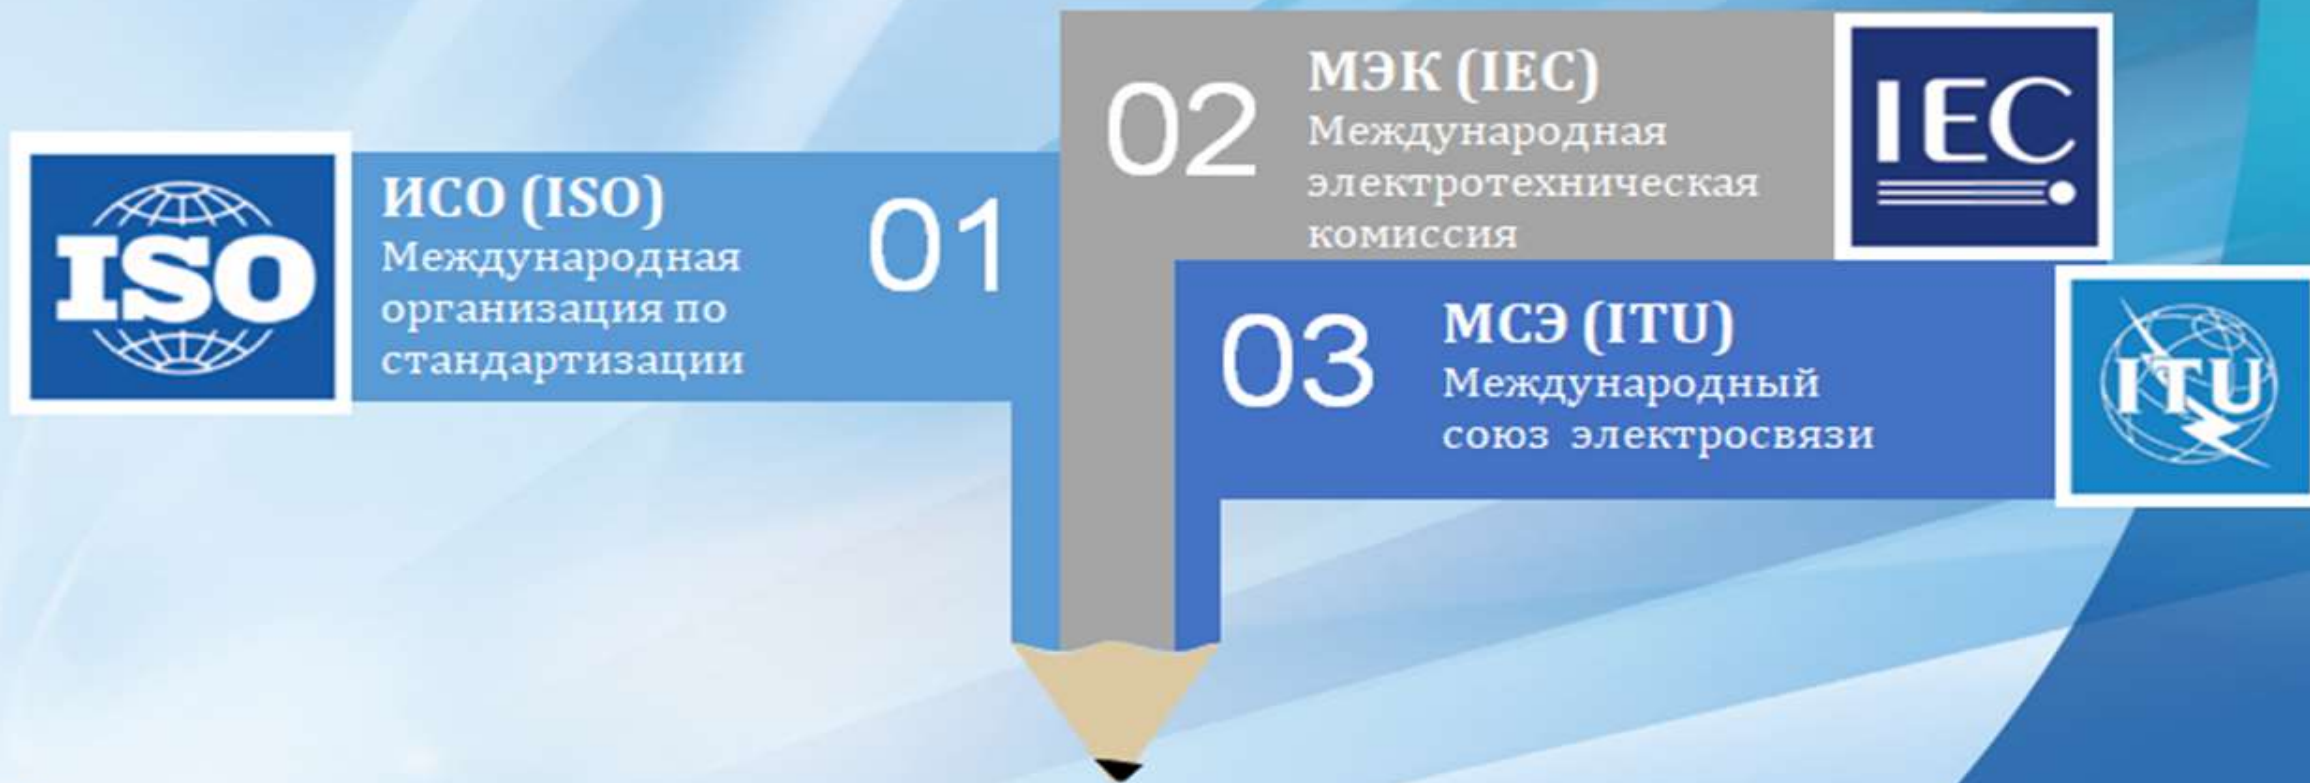 ISO
ИСО (ISO)
Международная
организация по
стандартизации
01
02
МЭК (IEC)
Международная
электротехническая
комиссия
IEC
03
МСЭ (ITU)
Международный
союз электросвязи
ITU